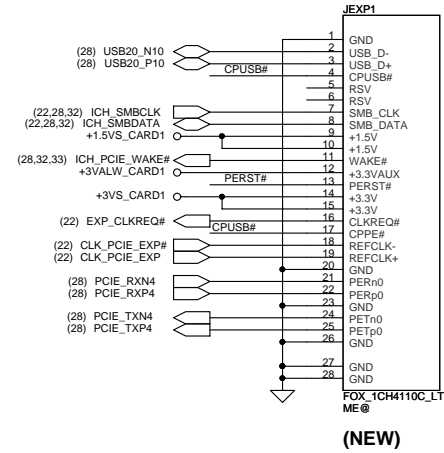 JEXP1
1 GND
(28) USB20_N10 2 USB_D-
(28) USB20_P10 3 USB_D+
CPUSB# 4 CPUSB#
5 RSV
6 RSV
(22,28,32) ICH_SMBCLK 7 SMB_CLK
(22,28,32) ICH_SMBDATA 8 SMB_DATA
+1.5VS_CARD1 9 +1.5V
10 +1.5V
(28,32,33) ICH_PCIE_WAKE# 11 WAKE#
+3VALW_CARD1 12 +3.3VAUX
PERST# 13 PERST#
+3VS_CARD1 14 +3.3V
15 +3.3V
(22) EXP_CLKREQ# 16 CLKREQ#
CPUSB# 17 CPPE#
(22) CLK_PCIE_EXP# 18 REFCLK-
(22) CLK_PCIE_EXP 19 REFCLK+
20 GND
(28) PCIE_RXN4 21 PERn0
(28) PCIE_RXP4 22 PERp0
23 GND
(28) PCIE_TXN4 24 PETn0
(28) PCIE_TXP4 25 PETp0
26 GND
27 GND
28 GND
FOX_1CH4110C_LT
ME@
(NEW)